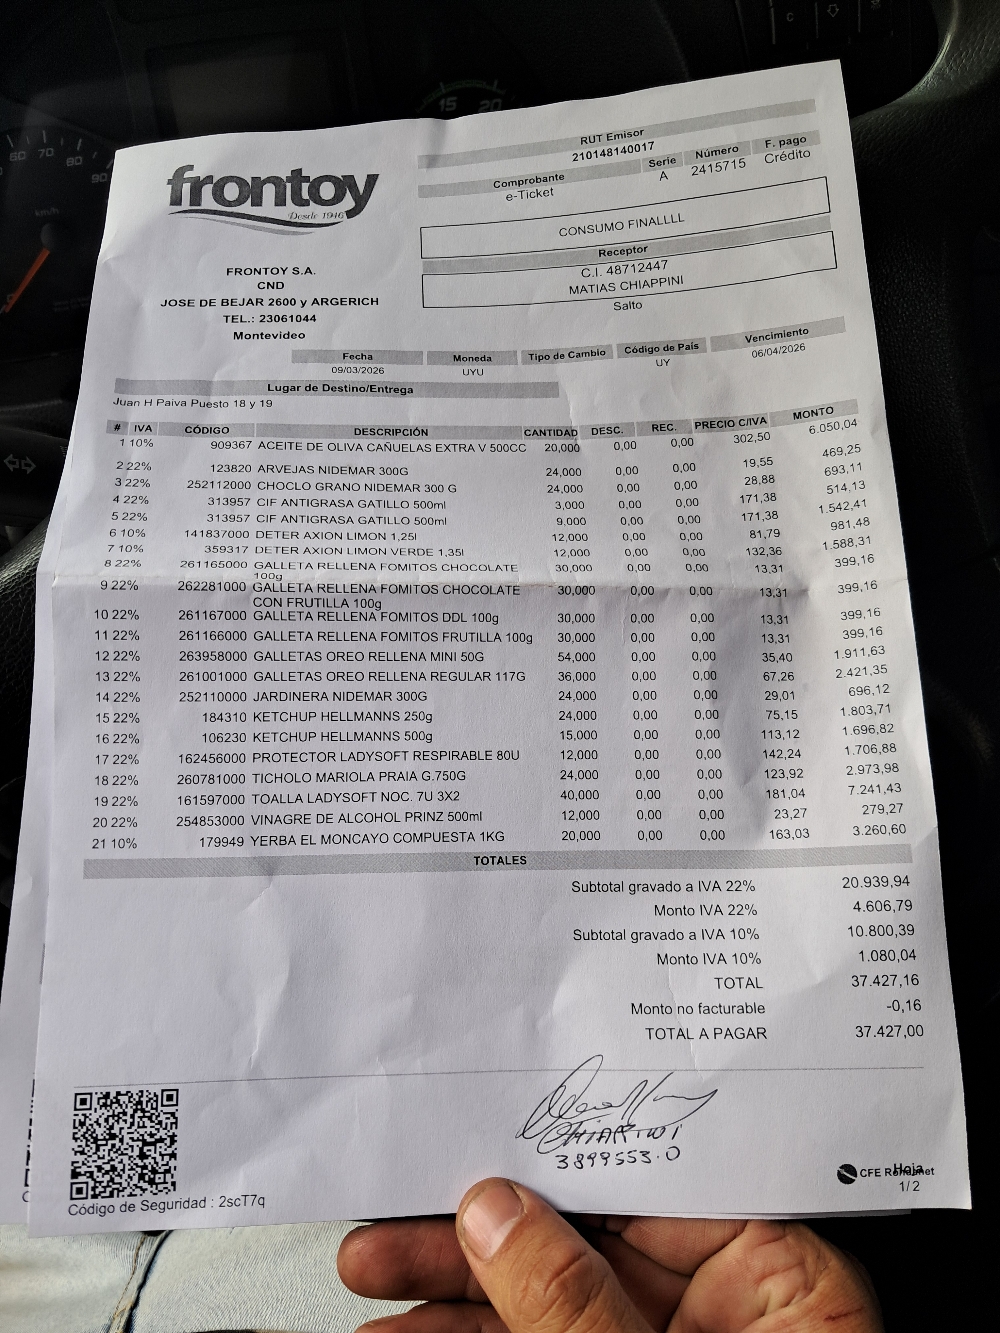 frontoy
Desde 1946
FRONTOY S.A.
CND
JOSE DE BEJAR 2600 y ARGERICH
TEL.: 23061044
Montevideo
RUT Emisor
210148140017
Comprobante Serie Número F. pago
e-Ticket A 2415715 Crédito
CONSUMO FINALLLL
Receptor
C.I. 48712447
MATIAS CHIAPPINI
Salto
Fecha Moneda Tipo de Cambio Código de País Vencimiento
09/03/2026 UYU UY 06/04/2026
Lugar de Destino/Entrega
Juan H Paiva Puesto 18 y 19
# IVA CÓDIGO DESCRIPCIÓN CANTIDAD DESC. REC. PRECIO C/IVA MONTO
1 10% 909367 ACEITE DE OLIVA CAÑUELAS EXTRA V 500CC 20,000 0,00 0,00 302,50 6.050,04
2 22% 123820 ARVEJAS NIDEMAR 300G 24,000 0,00 0,00 19,55 469,25
3 22% 252112000 CHOCLO GRANO NIDEMAR 300 G 24,000 0,00 0,00 28,88 693,11
4 22% 313957 CIF ANTIGRASA GATILLO 500ml 3,000 0,00 0,00 171,38 514,13
5 22% 313957 CIF ANTIGRASA GATILLO 500ml 9,000 0,00 0,00 171,38 1.542,41
6 10% 141837000 DETER AXION LIMON 1,25l 12,000 0,00 0,00 81,79 981,48
7 10% 359317 DETER AXION LIMON VERDE 1,35l 12,000 0,00 0,00 132,36 1.588,31
8 22% 261165000 GALLETA RELLENA FOMITOS CHOCOLATE 30,000 0,00 0,00 13,31 399,16
100g
9 22% 262281000 GALLETA RELLENA FOMITOS CHOCOLATE 30,000 0,00 0,00 13,31 399,16
CON FRUTILLA 100g
10 22% 261167000 GALLETA RELLENA FOMITOS DDL 100g 30,000 0,00 0,00 13,31 399,16
11 22% 261166000 GALLETA RELLENA FOMITOS FRUTILLA 100g 30,000 0,00 0,00 13,31 399,16
12 22% 263958000 GALLETAS OREO RELLENA MINI 50G 54,000 0,00 0,00 35,40 1.911,63
13 22% 261001000 GALLETAS OREO RELLENA REGULAR 117G 36,000 0,00 0,00 67,26 2.421,35
14 22% 252110000 JARDINERA NIDEMAR 300G 24,000 0,00 0,00 29,01 696,12
15 22% 184310 KETCHUP HELLMANNS 250g 24,000 0,00 0,00 75,15 1.803,71
16 22% 106230 KETCHUP HELLMANNS 500g 15,000 0,00 0,00 113,12 1.696,82
17 22% 162456000 PROTECTOR LADYSOFT RESPIRABLE 80U 12,000 0,00 0,00 142,24 1.706,88
18 22% 260781000 TICHOLO MARIOLA PRAIA G.750G 24,000 0,00 0,00 123,92 2.973,98
19 22% 161597000 TOALLA LADYSOFT NOC. 7U 3X2 40,000 0,00 0,00 181,04 7.241,43
20 22% 254853000 VINAGRE DE ALCOHOL PRINZ 500ml 12,000 0,00 0,00 23,27 279,27
21 10% 179949 YERBA EL MONCAYO COMPUESTA 1KG 20,000 0,00 0,00 163,03 3.260,60
TOTALES
Subtotal gravado a IVA 22% 20.939,94
Monto IVA 22% 4.606,79
Subtotal gravado a IVA 10% 10.800,39
Monto IVA 10% 1.080,04
TOTAL 37.427,16
Monto no facturable -0,16
TOTAL A PAGAR 37.427,00
3899553.0
Código de Seguridad : 2scT7q
CFE
Hoja
1/ 2
60 70 80 90
km/h
15 20